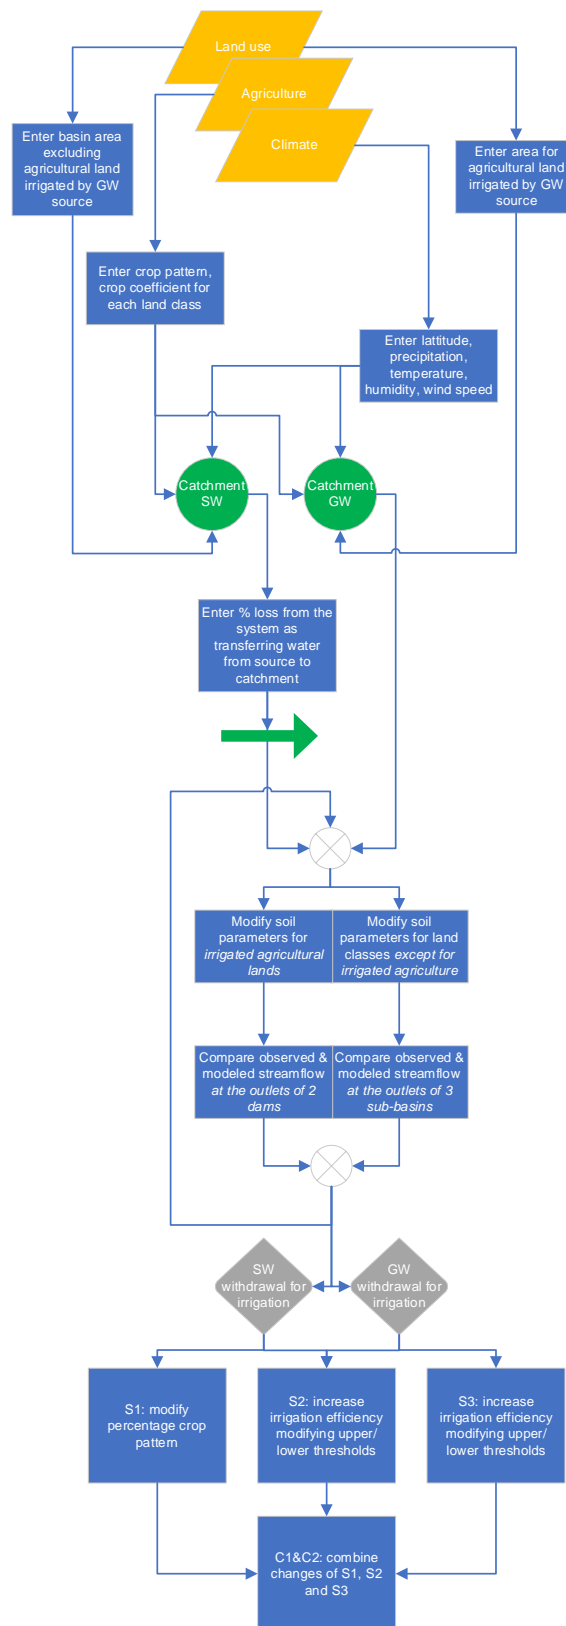 Land use
Agriculture
Climate
Enter basin area
excluding
agricultural land
irrigated by GW
source
Enter area for
agricultural land
irrigated by GW
source
Enter crop pattern,
crop coefficient for
each land class
Enter lattitude,
precipitation,
temperature,
humidity, wind speed
Catchment
SW
Catchment
GW
Enter % loss from the
system as
transferring water
from source to
catchment
Modify soil
parameters for
irrigated agricultural
lands
Modify soil
parameters for land
classes except for
irrigated agriculture
Compare observed &
modeled streamflow
at the outlets of 2
dams
Compare observed &
modeled streamflow
at the outlets of 3
sub-basins
SW
withdrawal for
irrigation
GW
withdrawal for
irrigation
S1: modify
percentage crop
pattern
S2: increase
irrigation efficiency
modifying upper/
lower thresholds
S3: increase
irrigation efficiency
modifying upper/
lower thresholds
C1&C2: combine
changes of S1, S2
and S3